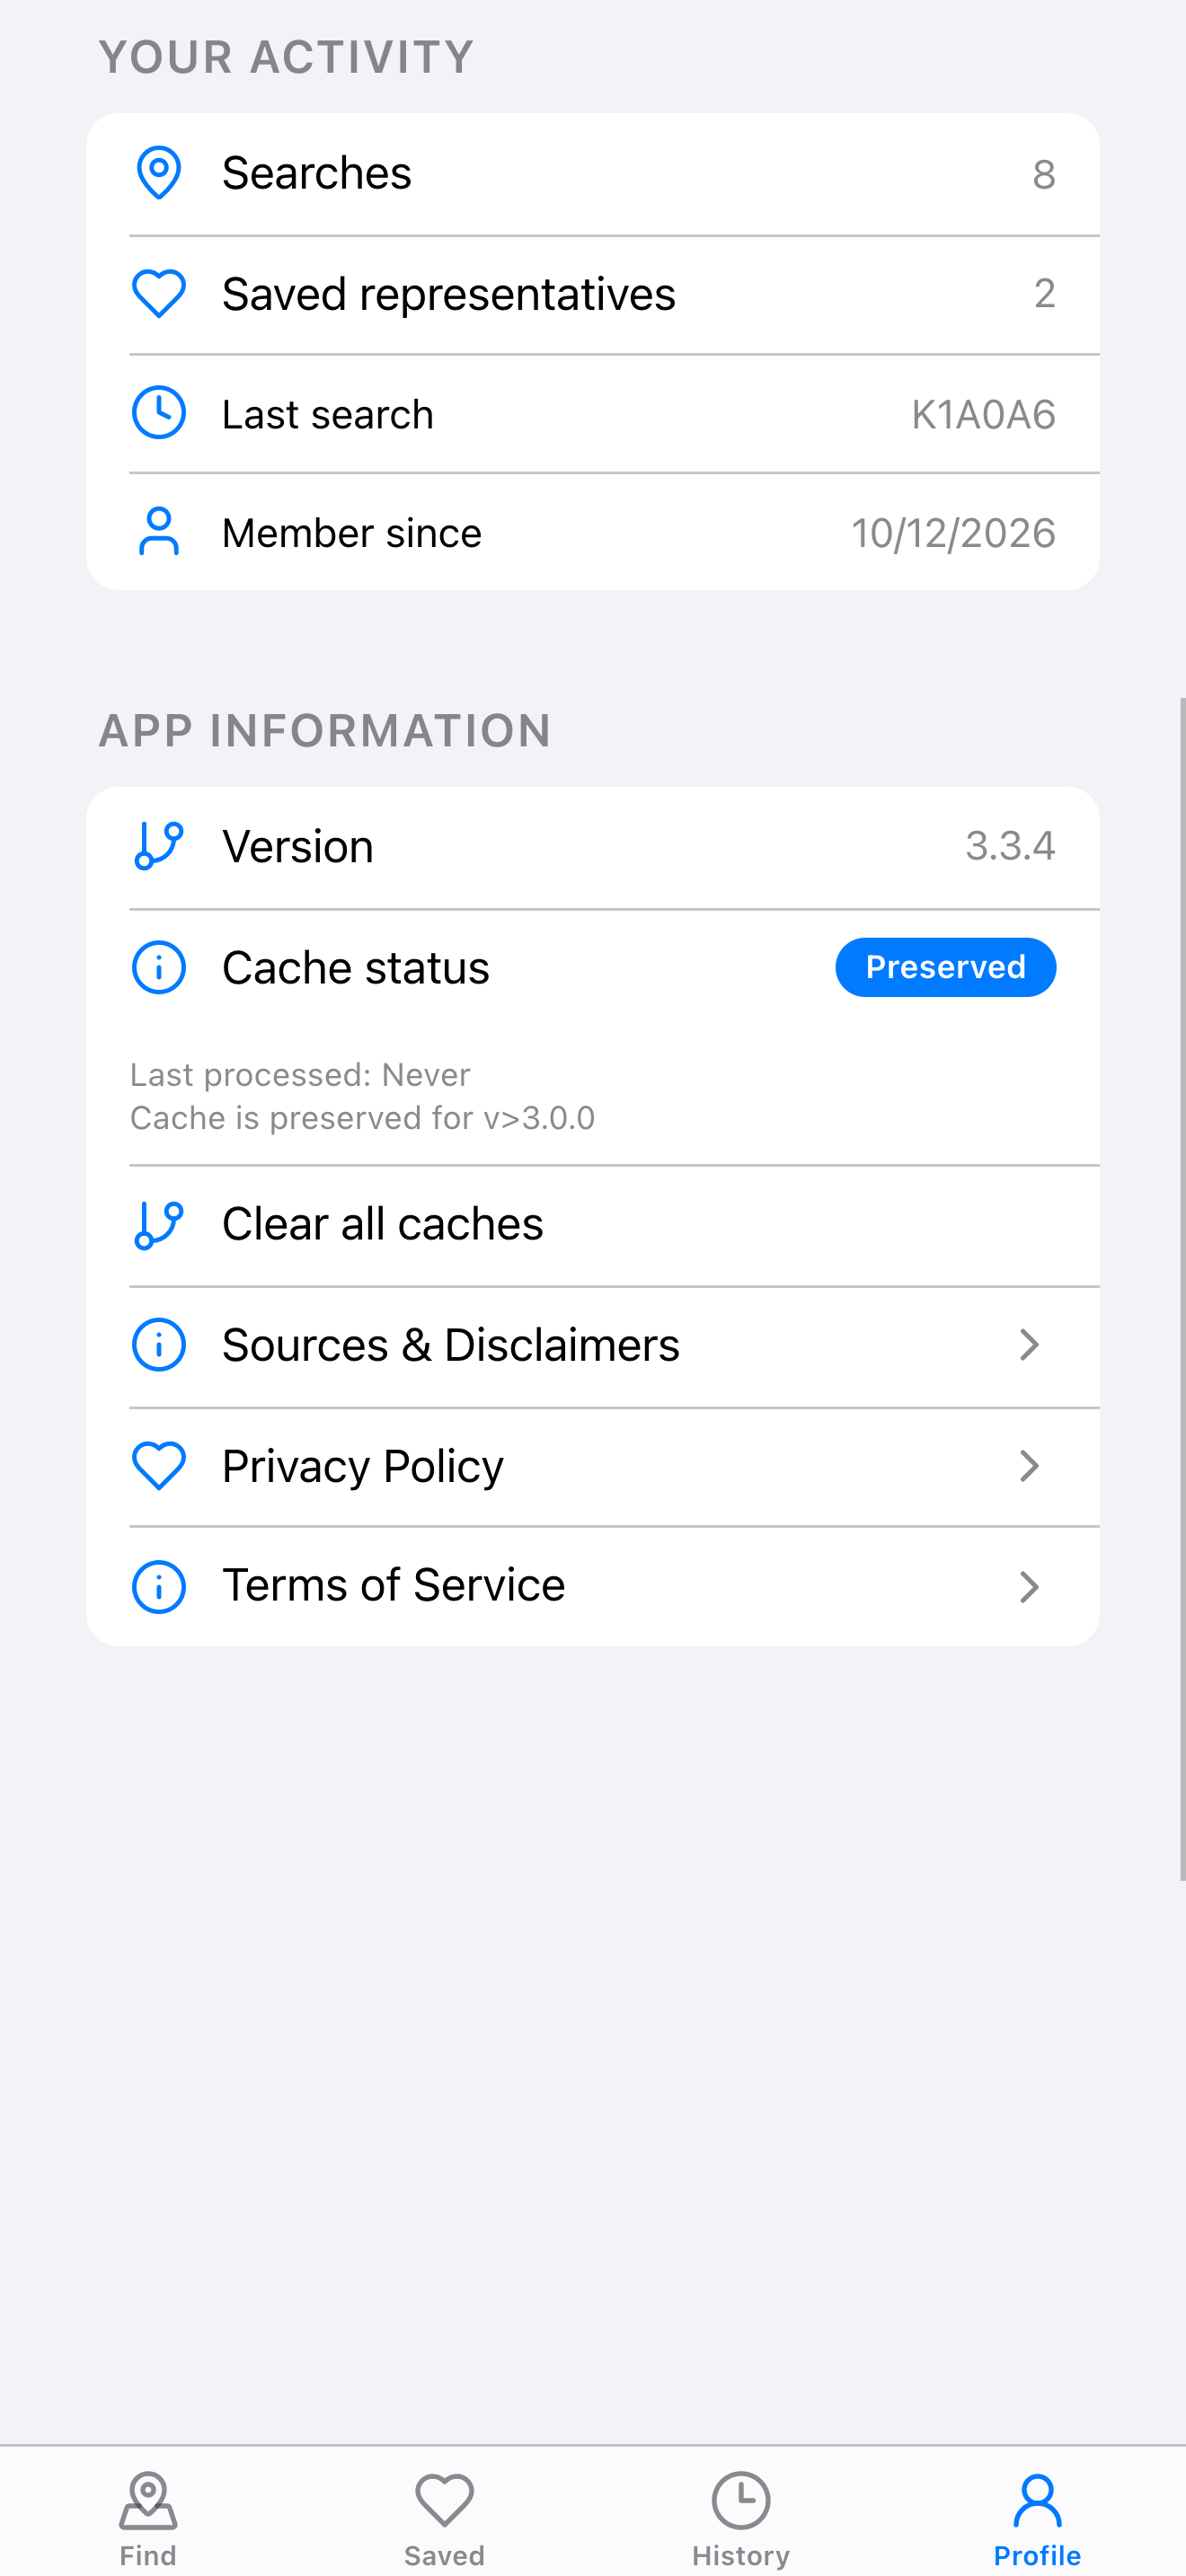 YOUR ACTIVITY
Searches 8
Saved representatives 2
Last search K1A0A6
Member since 10/12/2026
APP INFORMATION
Version 3.3.4
Cache status Preserved
Last processed: Never
Cache is preserved for v>3.0.0
Clear all caches
Sources & Disclaimers
Privacy Policy
Terms of Service
Find Saved History Profile